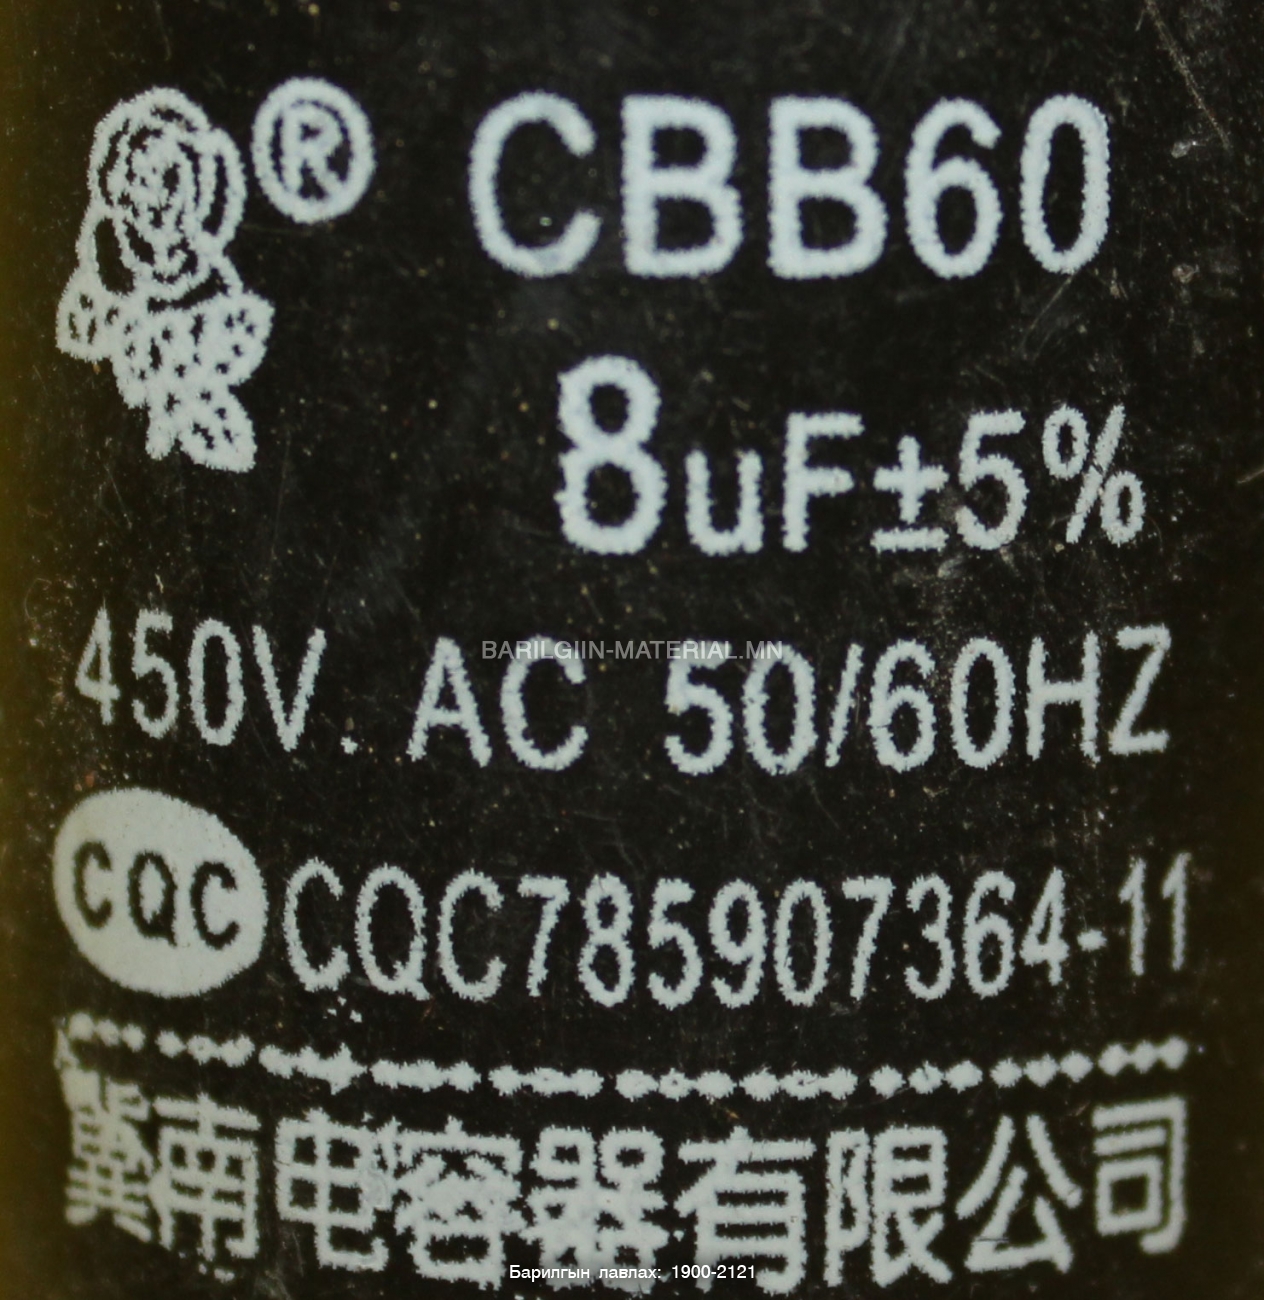 ® CBB60
8uF±5%
450V. AC 50/60HZ
BARILGIIN-MATERIAL.MN
CQC CQC785907364-11
冀南电容器有限公司
Барилгын лавлах: 1900-2121